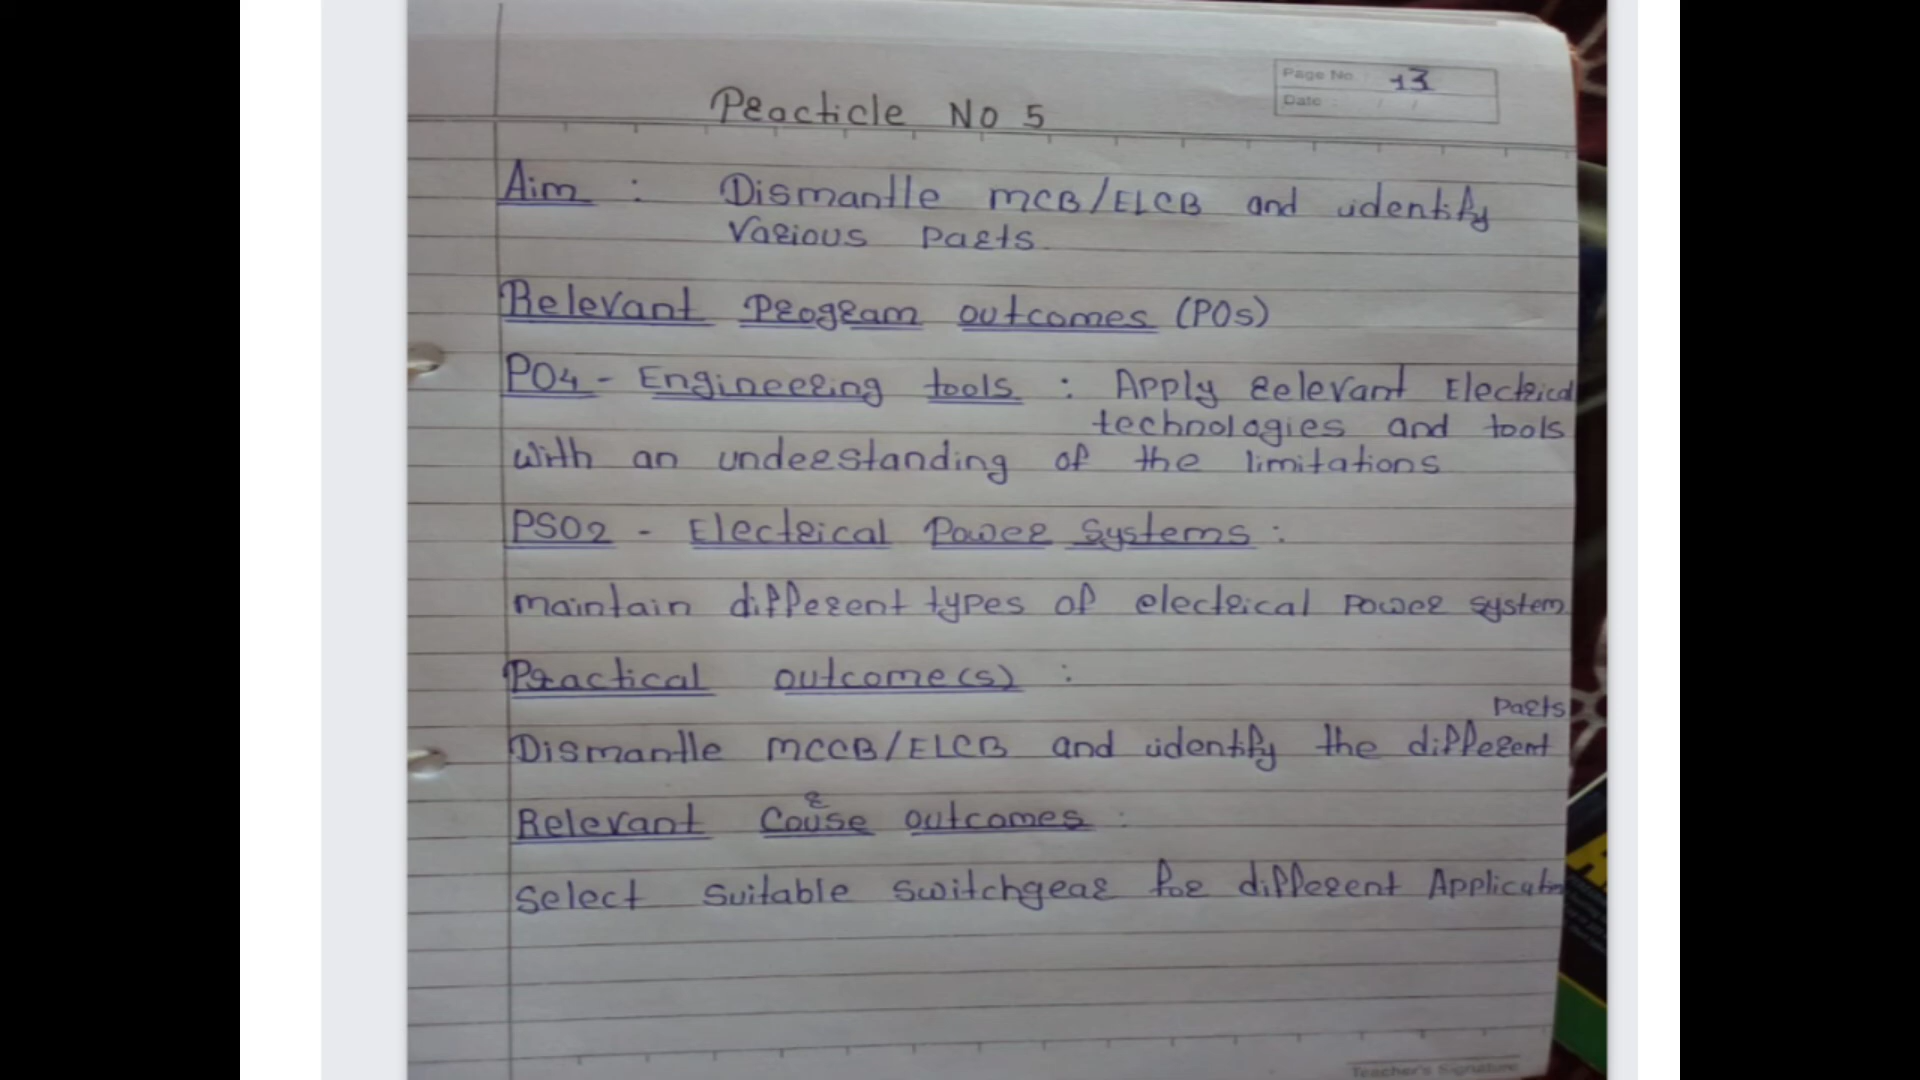 Page No 13
Date : / /
Practicle No 5
Aim : Dismantle MCB/ELCB and identify
various parts.
Relevant Program outcomes (POs)
PO4 - Engineering tools : Apply relevant Electrical
technologies and tools
with an understanding of the limitations
PSO2 - Electrical Power Systems :
maintain different types of electrical power system
Practical outcome(s) :
parts
Dismantle MCCB/ELCB and identify the different
Relevant Course outcomes :
select suitable switchgear for different
Teacher's Signature